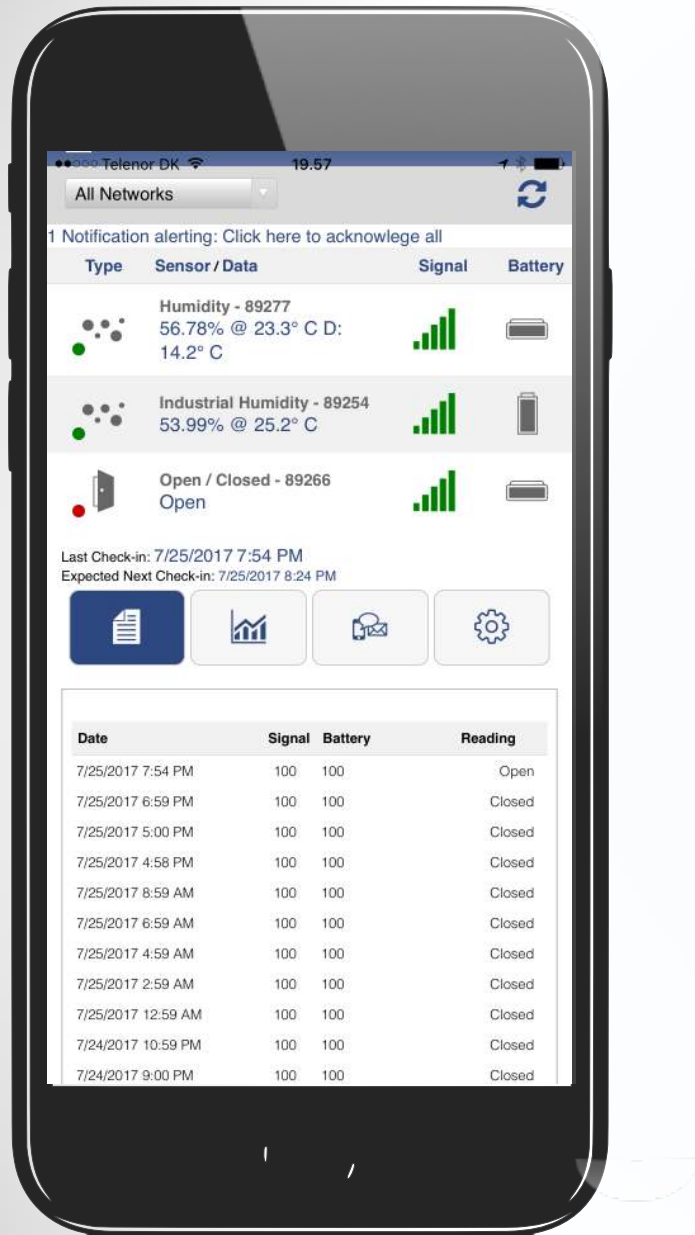 Telenor DK 19.57
All Networks
1 Notification alerting: Click here to acknowlege all
Type Sensor / Data Signal Battery
Humidity - 89277
56.78% @ 23.3° C D:
14.2° C
Industrial Humidity - 89254
53.99% @ 25.2° C
Open / Closed - 89266
Open
Last Check-in: 7/25/2017 7:54 PM
Expected Next Check-in: 7/25/2017 8:24 PM
Date Signal Battery Reading
7/25/2017 7:54 PM 100 100 Open
7/25/2017 6:59 PM 100 100 Closed
7/25/2017 5:00 PM 100 100 Closed
7/25/2017 4:58 PM 100 100 Closed
7/25/2017 8:59 AM 100 100 Closed
7/25/2017 6:59 AM 100 100 Closed
7/25/2017 4:59 AM 100 100 Closed
7/25/2017 2:59 AM 100 100 Closed
7/25/2017 12:59 AM 100 100 Closed
7/24/2017 10:59 PM 100 100 Closed
7/24/2017 9:00 PM 100 100 Closed